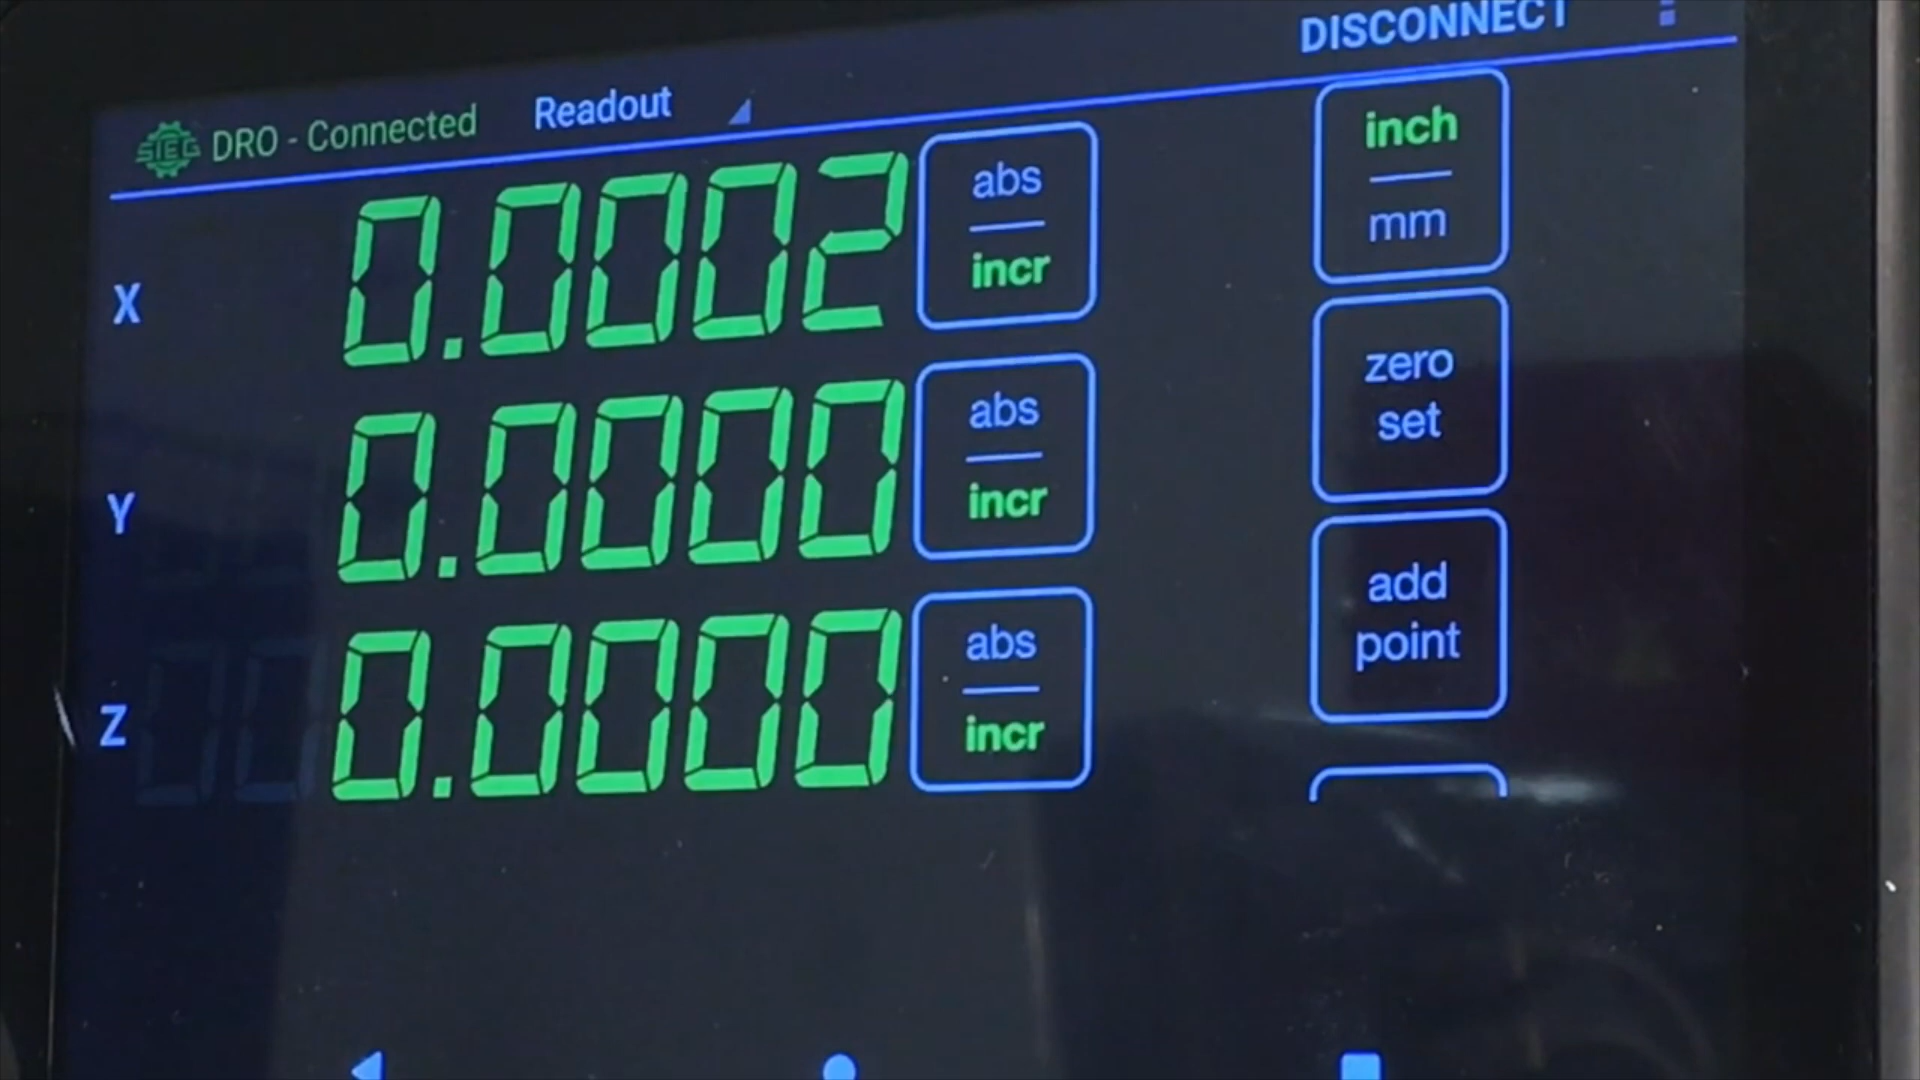 DISCONNECT
SIEG DRO - Connected Readout
X 0.0002 abs incr
inch
mm
Y 0.0000 abs incr
zero
set
Z 0.0000 abs incr
add
point